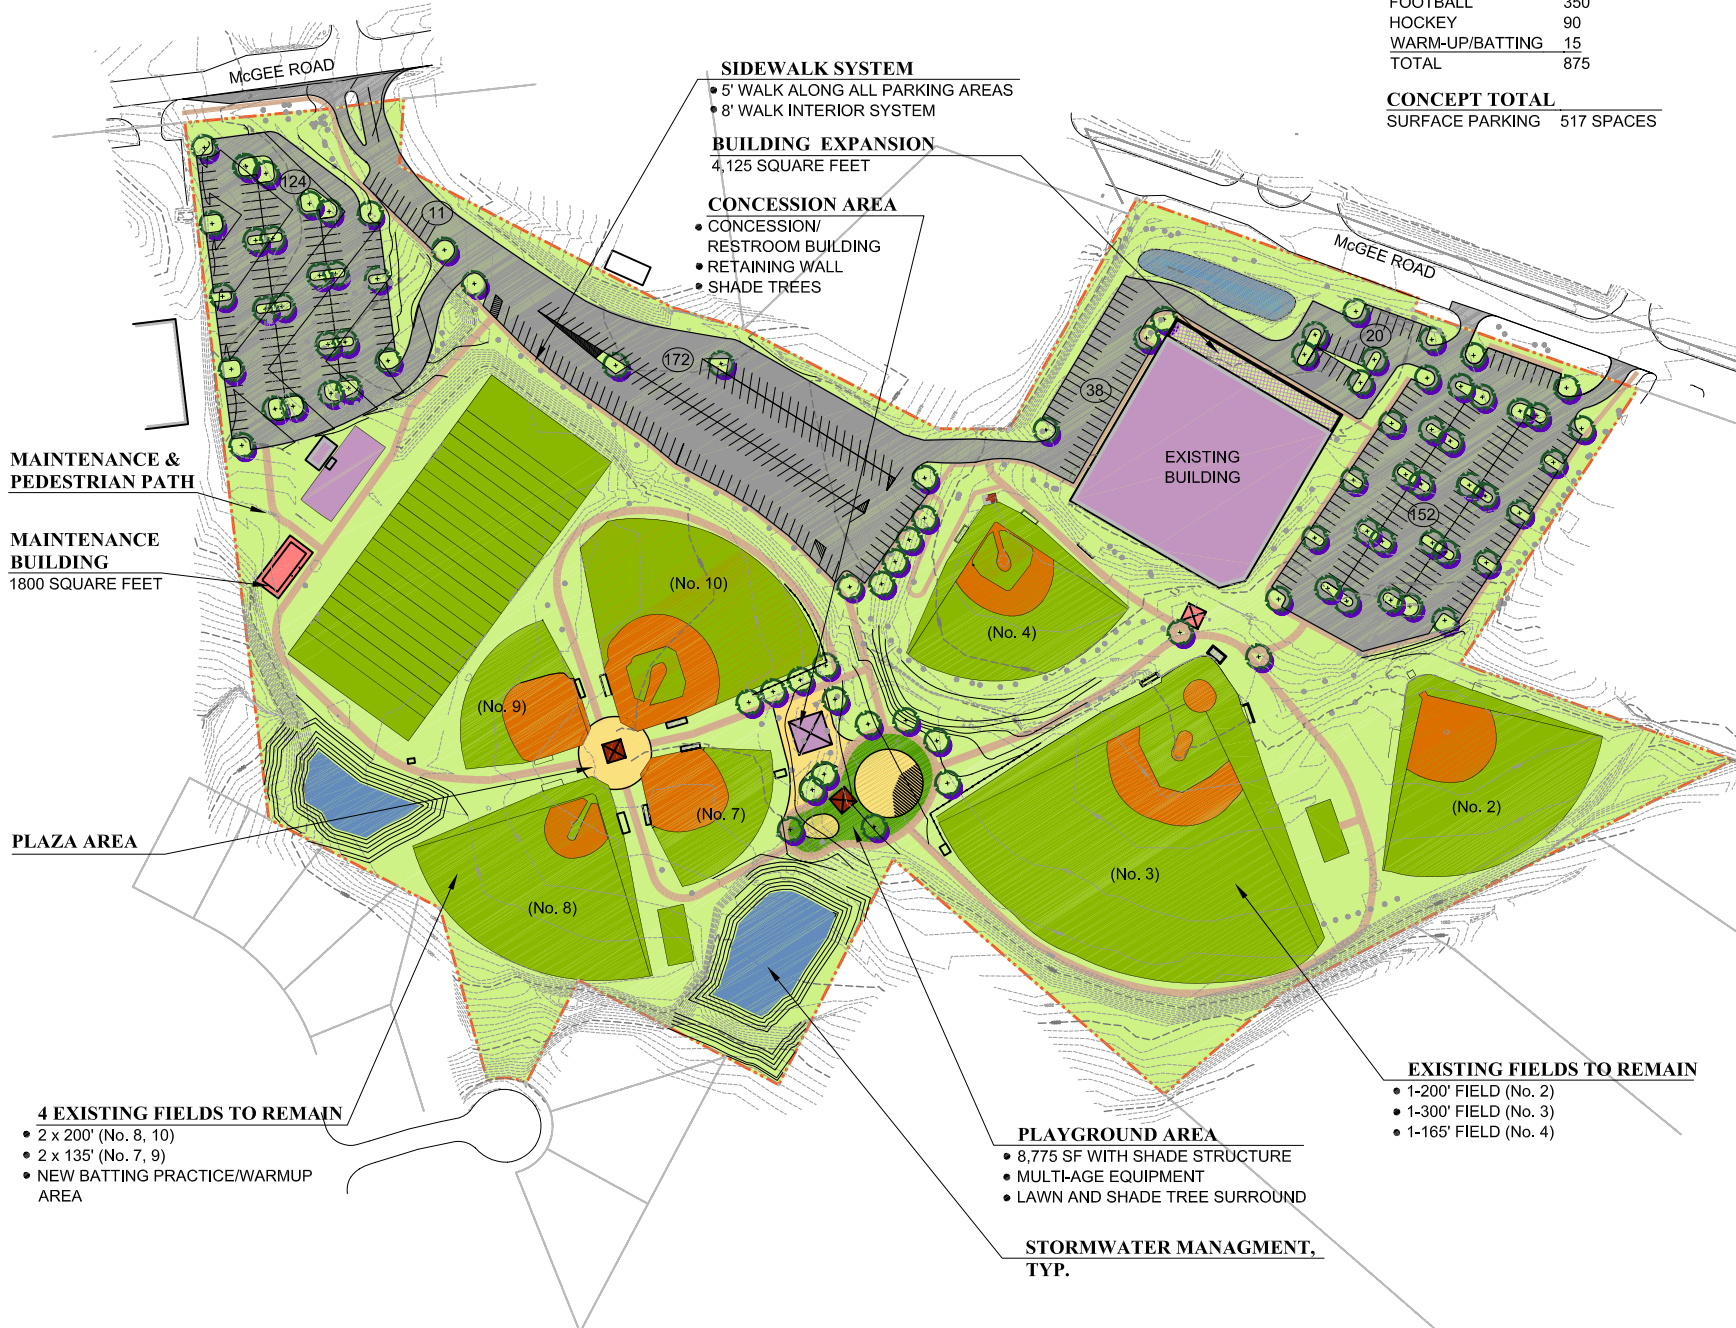 FOOTBALL 350
HOCKEY 90
WARM-UP/BATTING 15
TOTAL 875
CONCEPT TOTAL
SURFACE PARKING 517 SPACES
McGEE ROAD
SIDEWALK SYSTEM
5' WALK ALONG ALL PARKING AREAS
8' WALK INTERIOR SYSTEM
BUILDING EXPANSION
4,125 SQUARE FEET
CONCESSION AREA
CONCESSION/
RESTROOM BUILDING
RETAINING WALL
SHADE TREES
McGEE ROAD
124
11
172
20
38
152
EXISTING
BUILDING
MAINTENANCE &
PEDESTRIAN PATH
MAINTENANCE
BUILDING
1800 SQUARE FEET
(No. 10)
(No. 4)
(No. 9)
(No. 7)
(No. 2)
(No. 3)
(No. 8)
PLAZA AREA
4 EXISTING FIELDS TO REMAIN
2 x 200' (No. 8, 10)
2 x 135' (No. 7, 9)
NEW BATTING PRACTICE/WARMUP
AREA
EXISTING FIELDS TO REMAIN
1-200' FIELD (No. 2)
1-300' FIELD (No. 3)
1-165' FIELD (No. 4)
PLAYGROUND AREA
8,775 SF WITH SHADE STRUCTURE
MULTI-AGE EQUIPMENT
LAWN AND SHADE TREE SURROUND
STORMWATER MANAGMENT,
TYP.